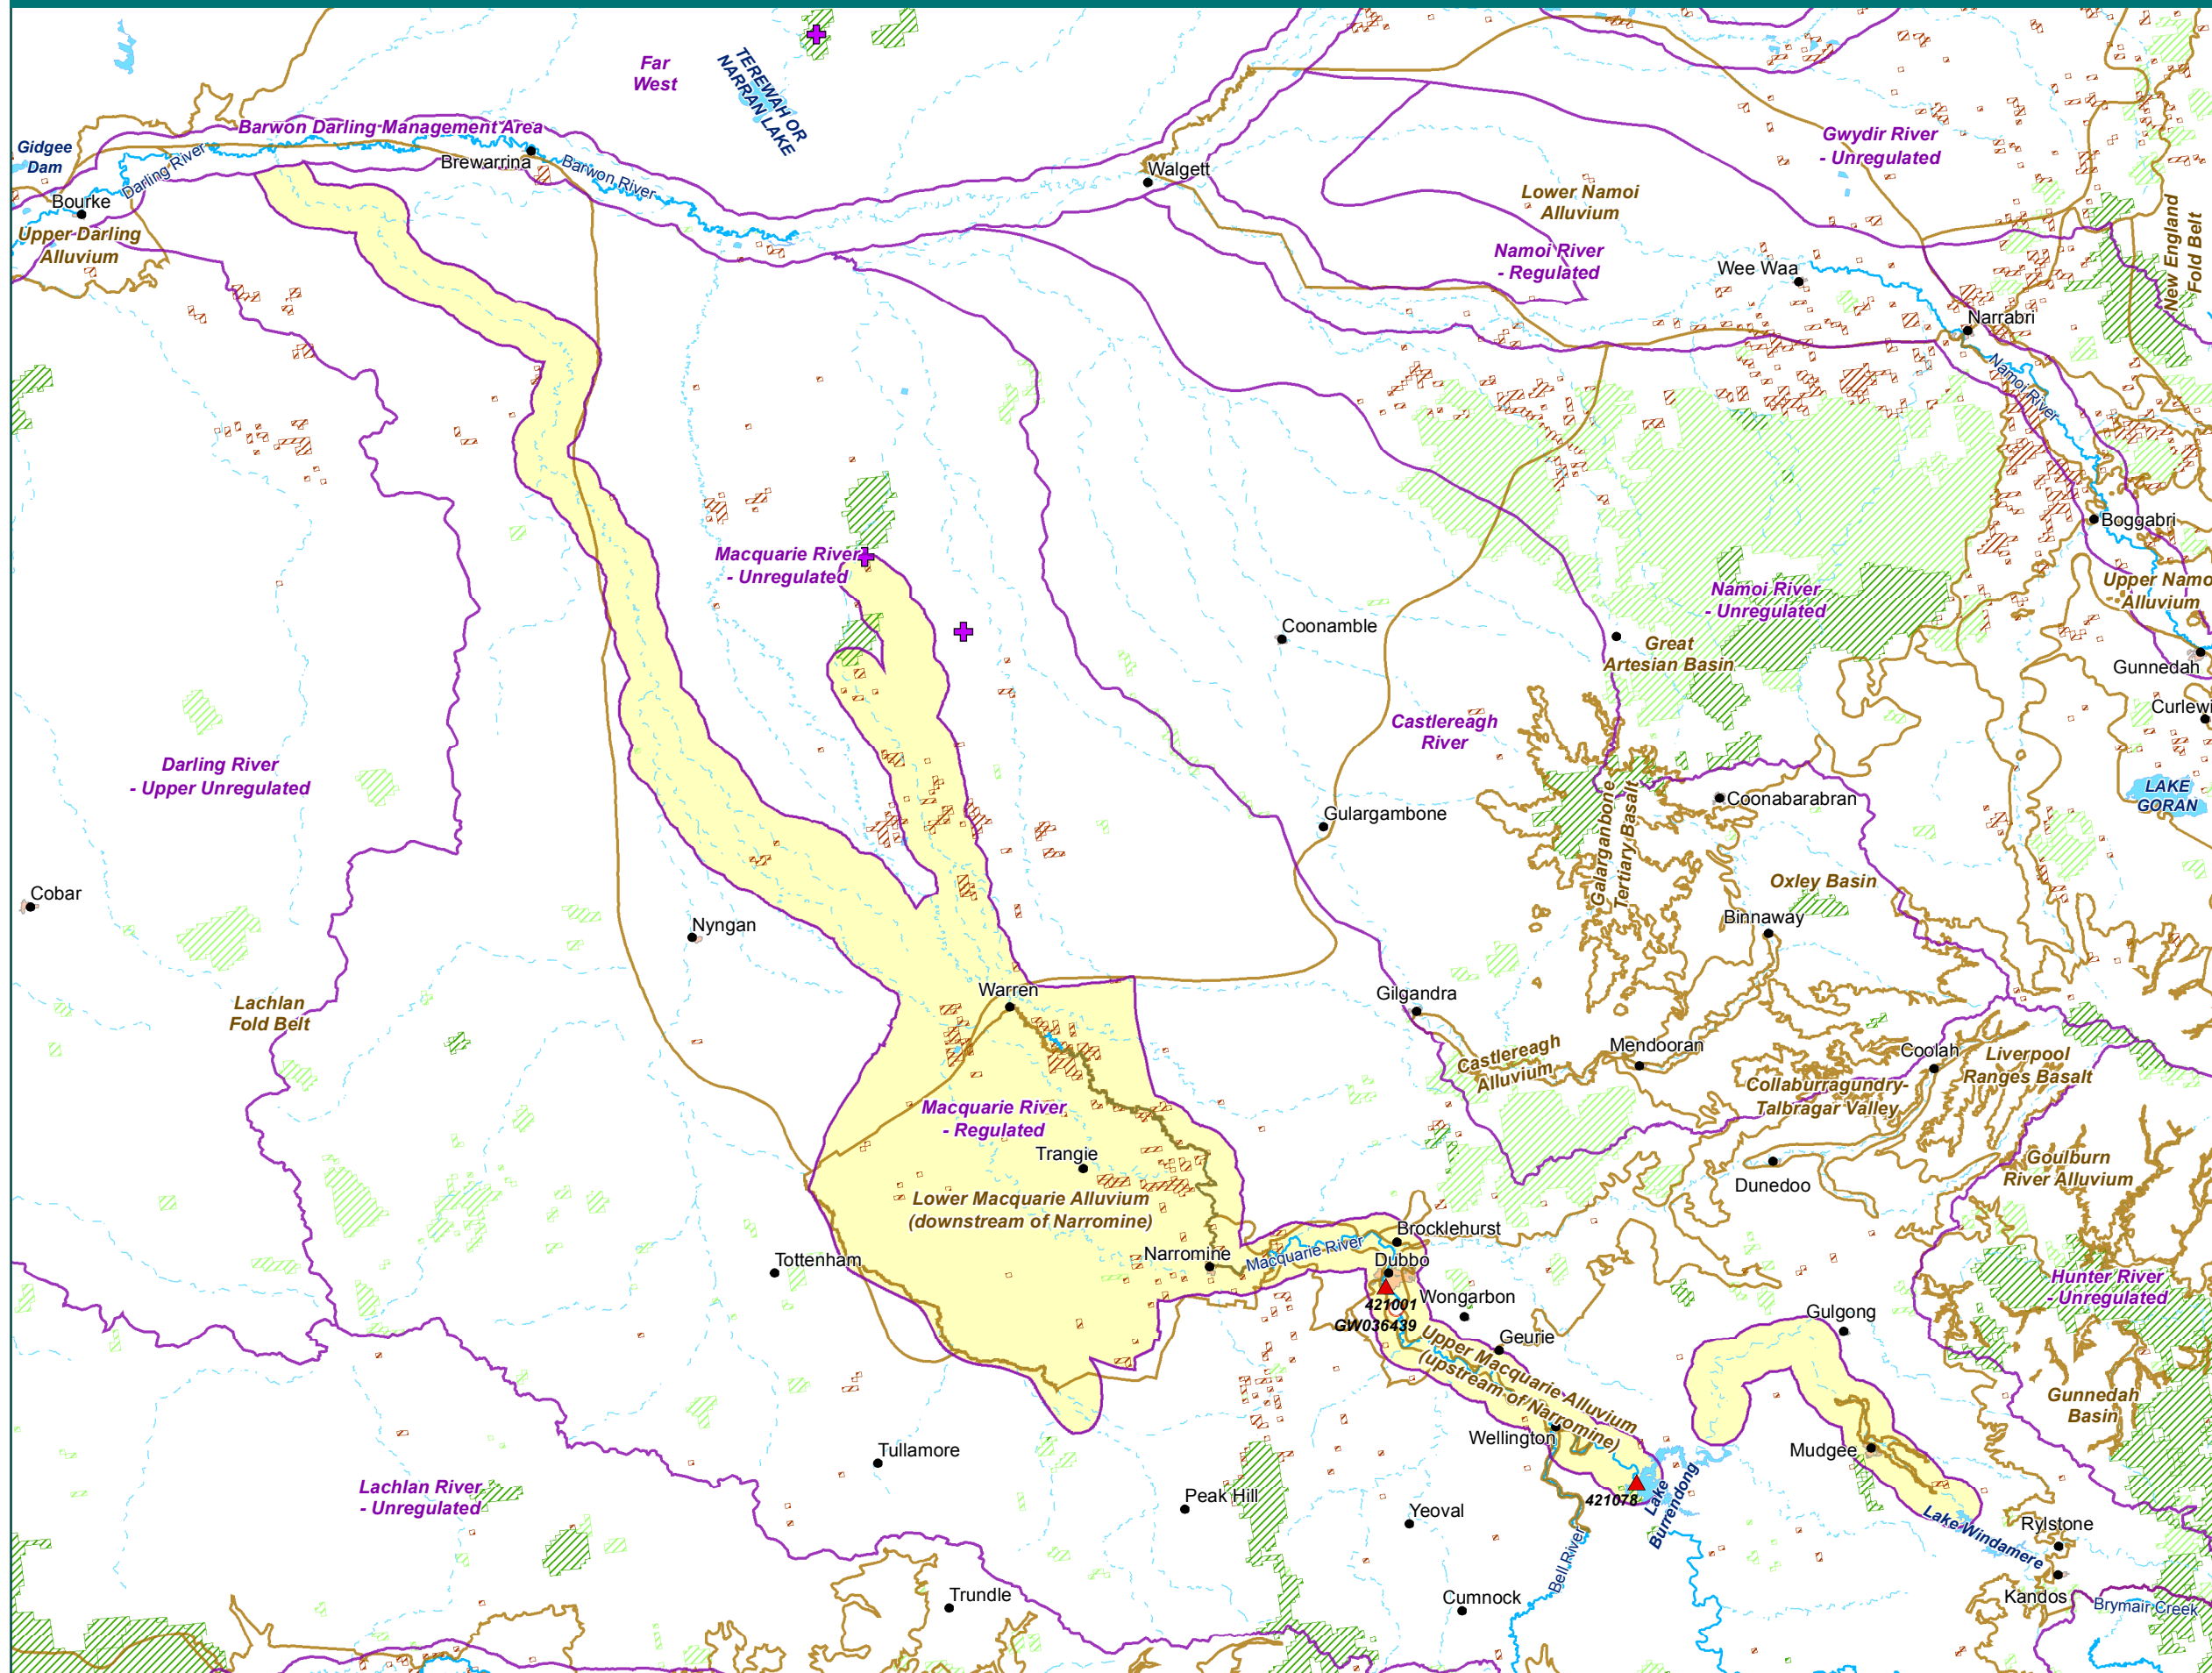 Far
West
TEREWAH OR
NARRAN LAKE
Barwon Darling Management Area
Gidgee
Dam
Darling River
Brewarrina
Barwon River
Bourke
Upper Darling
Alluvium
Walgett
Gwydir River
- Unregulated
Lower Namoi
Alluvium
Namoi River
- Regulated
Wee Waa
New England
Fold Belt
Narrabri
Namoi River
Boggabri
Macquarie River
- Unregulated
Upper Namo
Alluvium
Namoi River
- Unregulated
Coonamble
Great
Artesian Basin
Gunnedah
Curlewi
Castlereagh
River
Darling River
- Upper Unregulated
LAKE
GORAN
Coonabarabran
Gulargambone
Galarganbone
Tertiary Basalt
Oxley Basin
Cobar
Nyngan
Binnaway
Warren
Gilgandra
Lachlan
Fold Belt
Castlereagh
Alluvium
Mendooran
Coolah
Liverpool
Ranges Basalt
Collaburragundry-
Talbragar Valley
Macquarie River
- Regulated
Trangie
Goulburn
River Alluvium
Dunedoo
Lower Macquarie Alluvium
(downstream of Narromine)
Brocklehurst
Narromine
Macquarie River
Dubbo
Tottenham
421001
Wongarbon
GW036439
Hunter River
- Unregulated
Gulgong
Geurie
Upper Macquarie Alluvium
(upstream of Narromine)
Gunnedah
Basin
Wellington
Mudgee
Tullamore
Lachlan River
- Unregulated
Peak Hill
421078
Lake
Burrendong
Yeoval
Lake Windamere
Rylstone
Bell River
Trundle
Cumnock
Kandos
Brymair Creek